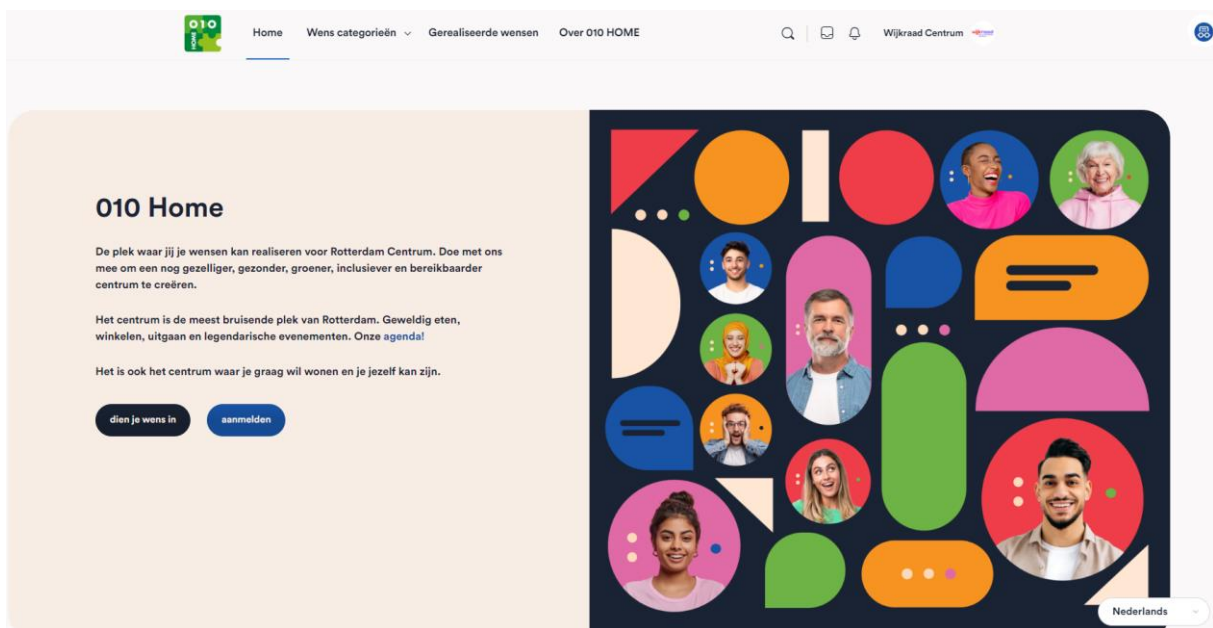 010
HOME
Home
Wens categorieën
Gerealiseerde wensen
Over 010 HOME
Wijkraad Centrum
010 Home
De plek waar jij je wensen kan realiseren voor Rotterdam Centrum. Doe met ons
mee om een nog gezelliger, gezonder, groener, inclusiever en bereikbaarder
centrum te creëren.
Het centrum is de meest bruisende plek van Rotterdam. Geweldig eten,
winkelen, uitgaan en legendarische evenementen. Onze agenda!
Het is ook het centrum waar je graag wil wonen en je jezelf kan zijn.
dien je wens in
aanmelden
Nederlands